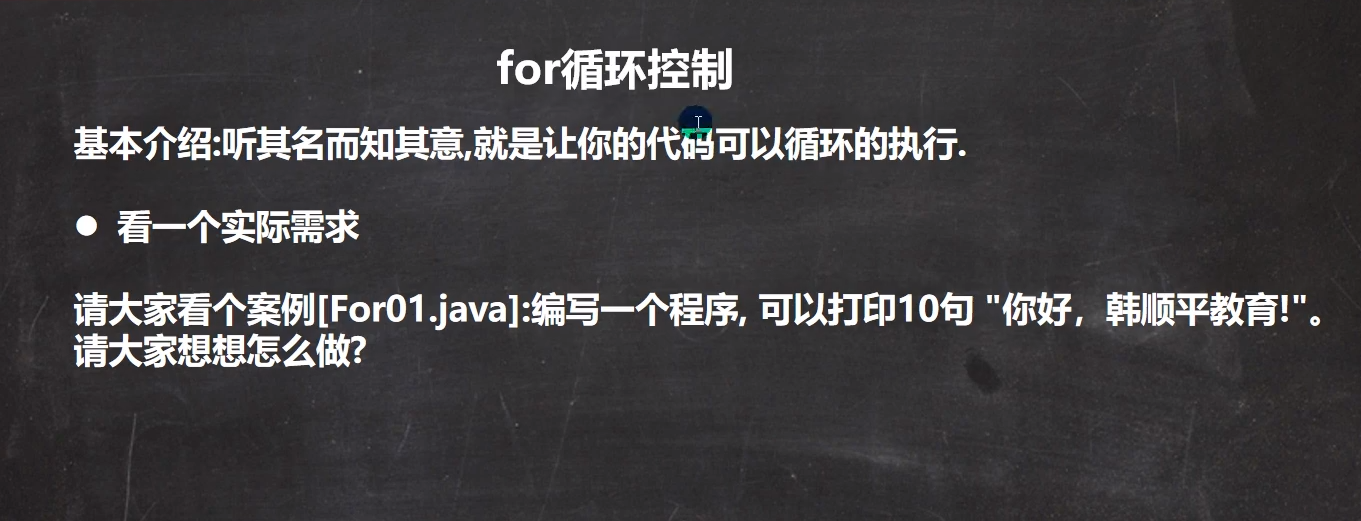 for循环控制
基本介绍:听其名而知其意,就是让你的代码可以循环的执行.
● 看一个实际需求
请大家看个案例[For01.java]:编写一个程序, 可以打印10句 "你好，韩顺平教育!"。
请大家想想怎么做?